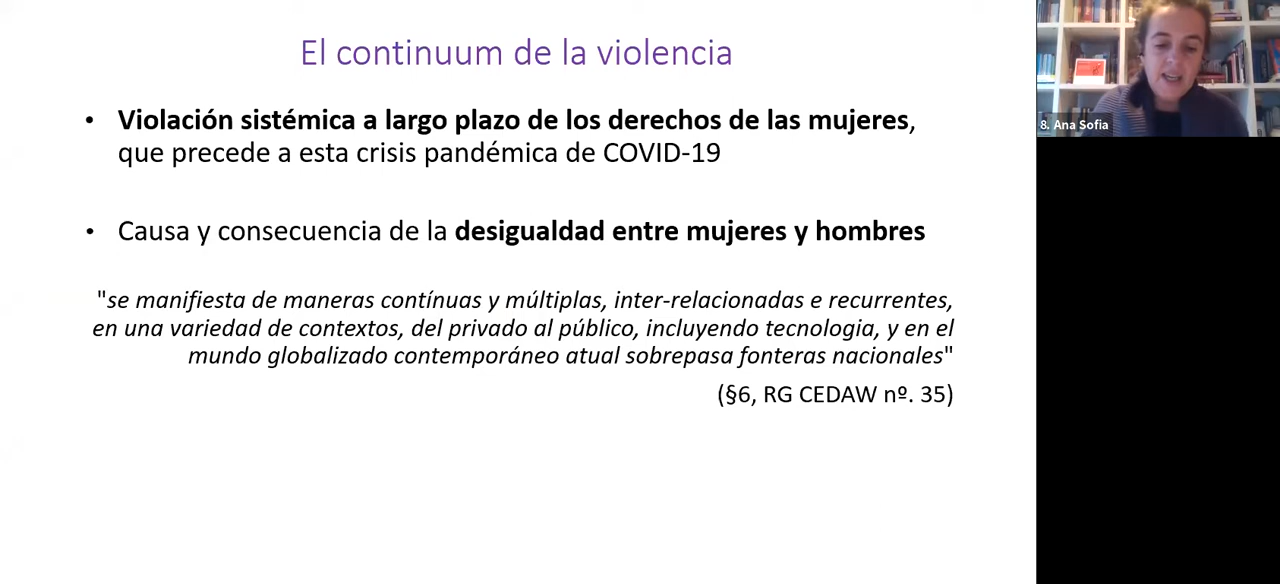 El continuum de la violencia
• Violación sistémica a largo plazo de los derechos de las mujeres,
que precede a esta crisis pandémica de COVID-19
• Causa y consecuencia de la desigualdad entre mujeres y hombres
"se manifiesta de maneras contínuas y múltiplas, inter-relacionadas e recurrentes,
en una variedad de contextos, del privado al público, incluyendo tecnologia, y en el
mundo globalizado contemporáneo atual sobrepasa fonteras nacionales"
(§6, RG CEDAW nº. 35)
8. Ana Sofia